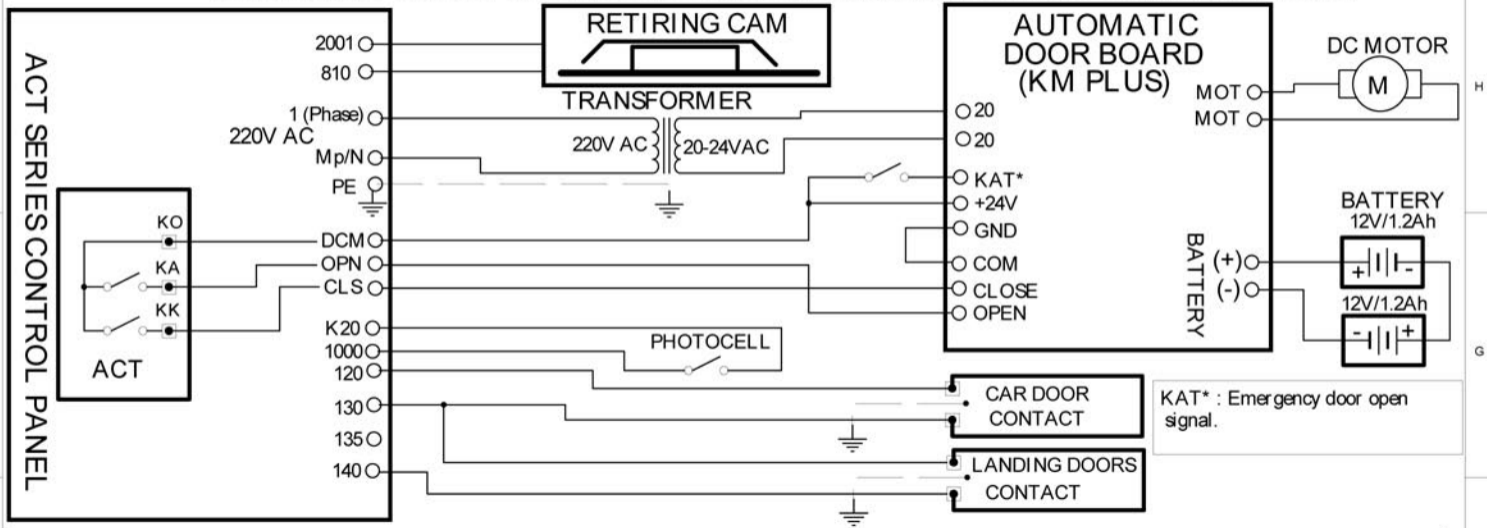 ACT SERIESCONTROL PANEL
2001
810
1 (Phase)
220V AC
Mp/N
PE
KO
KA
KK
ACT
DCM
OPN
CLS
K20
1000
120
130
135
140
RETIRING CAM
TRANSFORMER
220V AC
20-24VAC
PHOTOCELL
AUTOMATIC
DOOR BOARD
(KM PLUS)
20
20
KAT*
+24V
GND
COM
CLOSE
OPEN
MOT
MOT
BATTERY
(+)
(-)
DC MOTOR
M
BATTERY
12V/1.2Ah
+ -
12V/1.2Ah
- +
CAR DOOR
CONTACT
LANDING DOORS
CONTACT
KAT* : Emergency door open
signal.
H
G